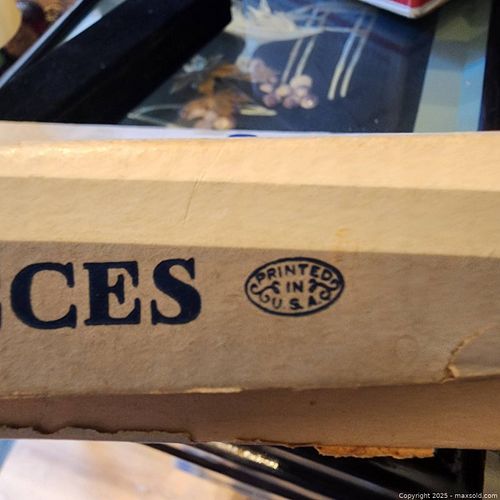 CES
PRINTED
IN
U.S.A.
Copyright 2025 - maxsold.com